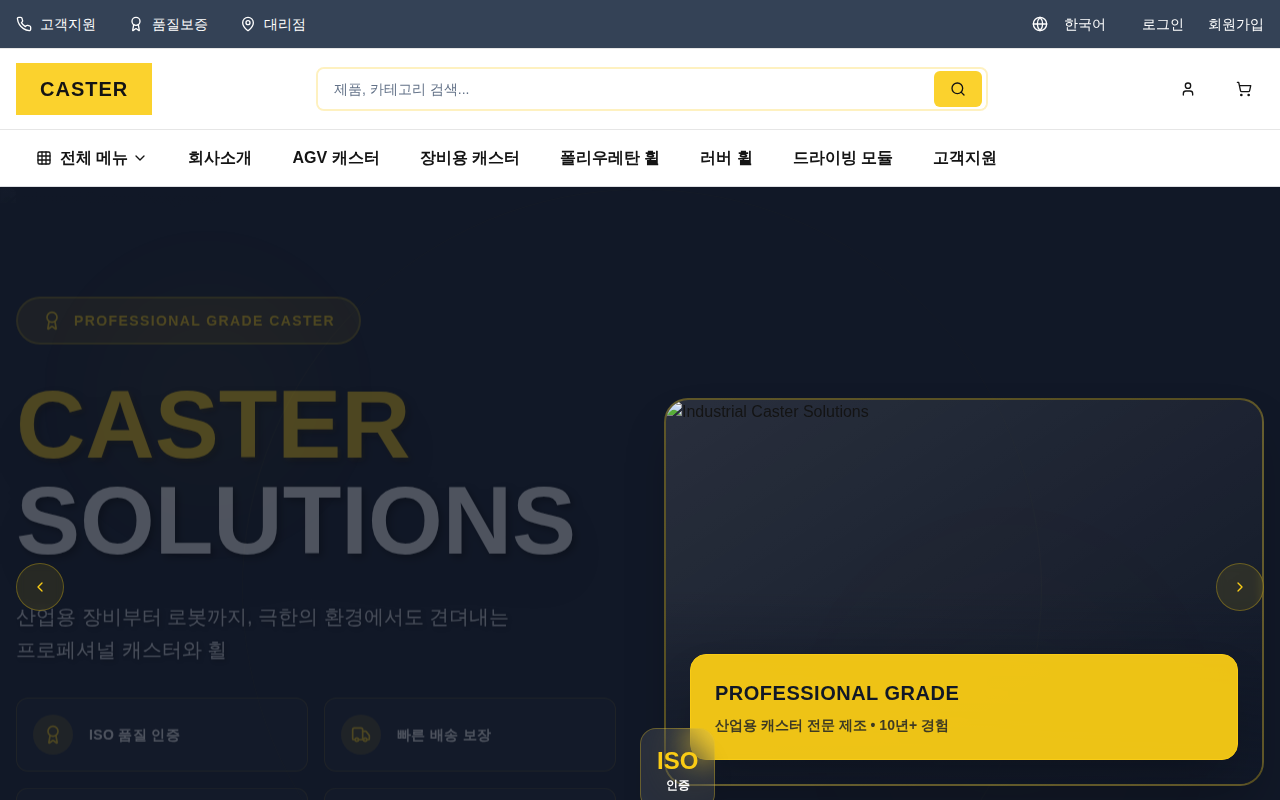 고객지원
품질보증
대리점
한국어
로그인
회원가입
CASTER
제품, 카테고리 검색...
전체 메뉴
회사소개
AGV 캐스터
장비용 캐스터
폴리우레탄 휠
러버 휠
드라이빙 모듈
고객지원
PROFESSIONAL GRADE CASTER
CASTER
SOLUTIONS
산업용 장비부터 로봇까지, 극한의 환경에서도 견뎌내는
프로페셔널 캐스터와 휠
ISO 품질 인증
빠른 배송 보장
Industrial Caster Solutions
PROFESSIONAL GRADE
산업용 캐스터 전문 제조 • 10년+ 경험
ISO
인증